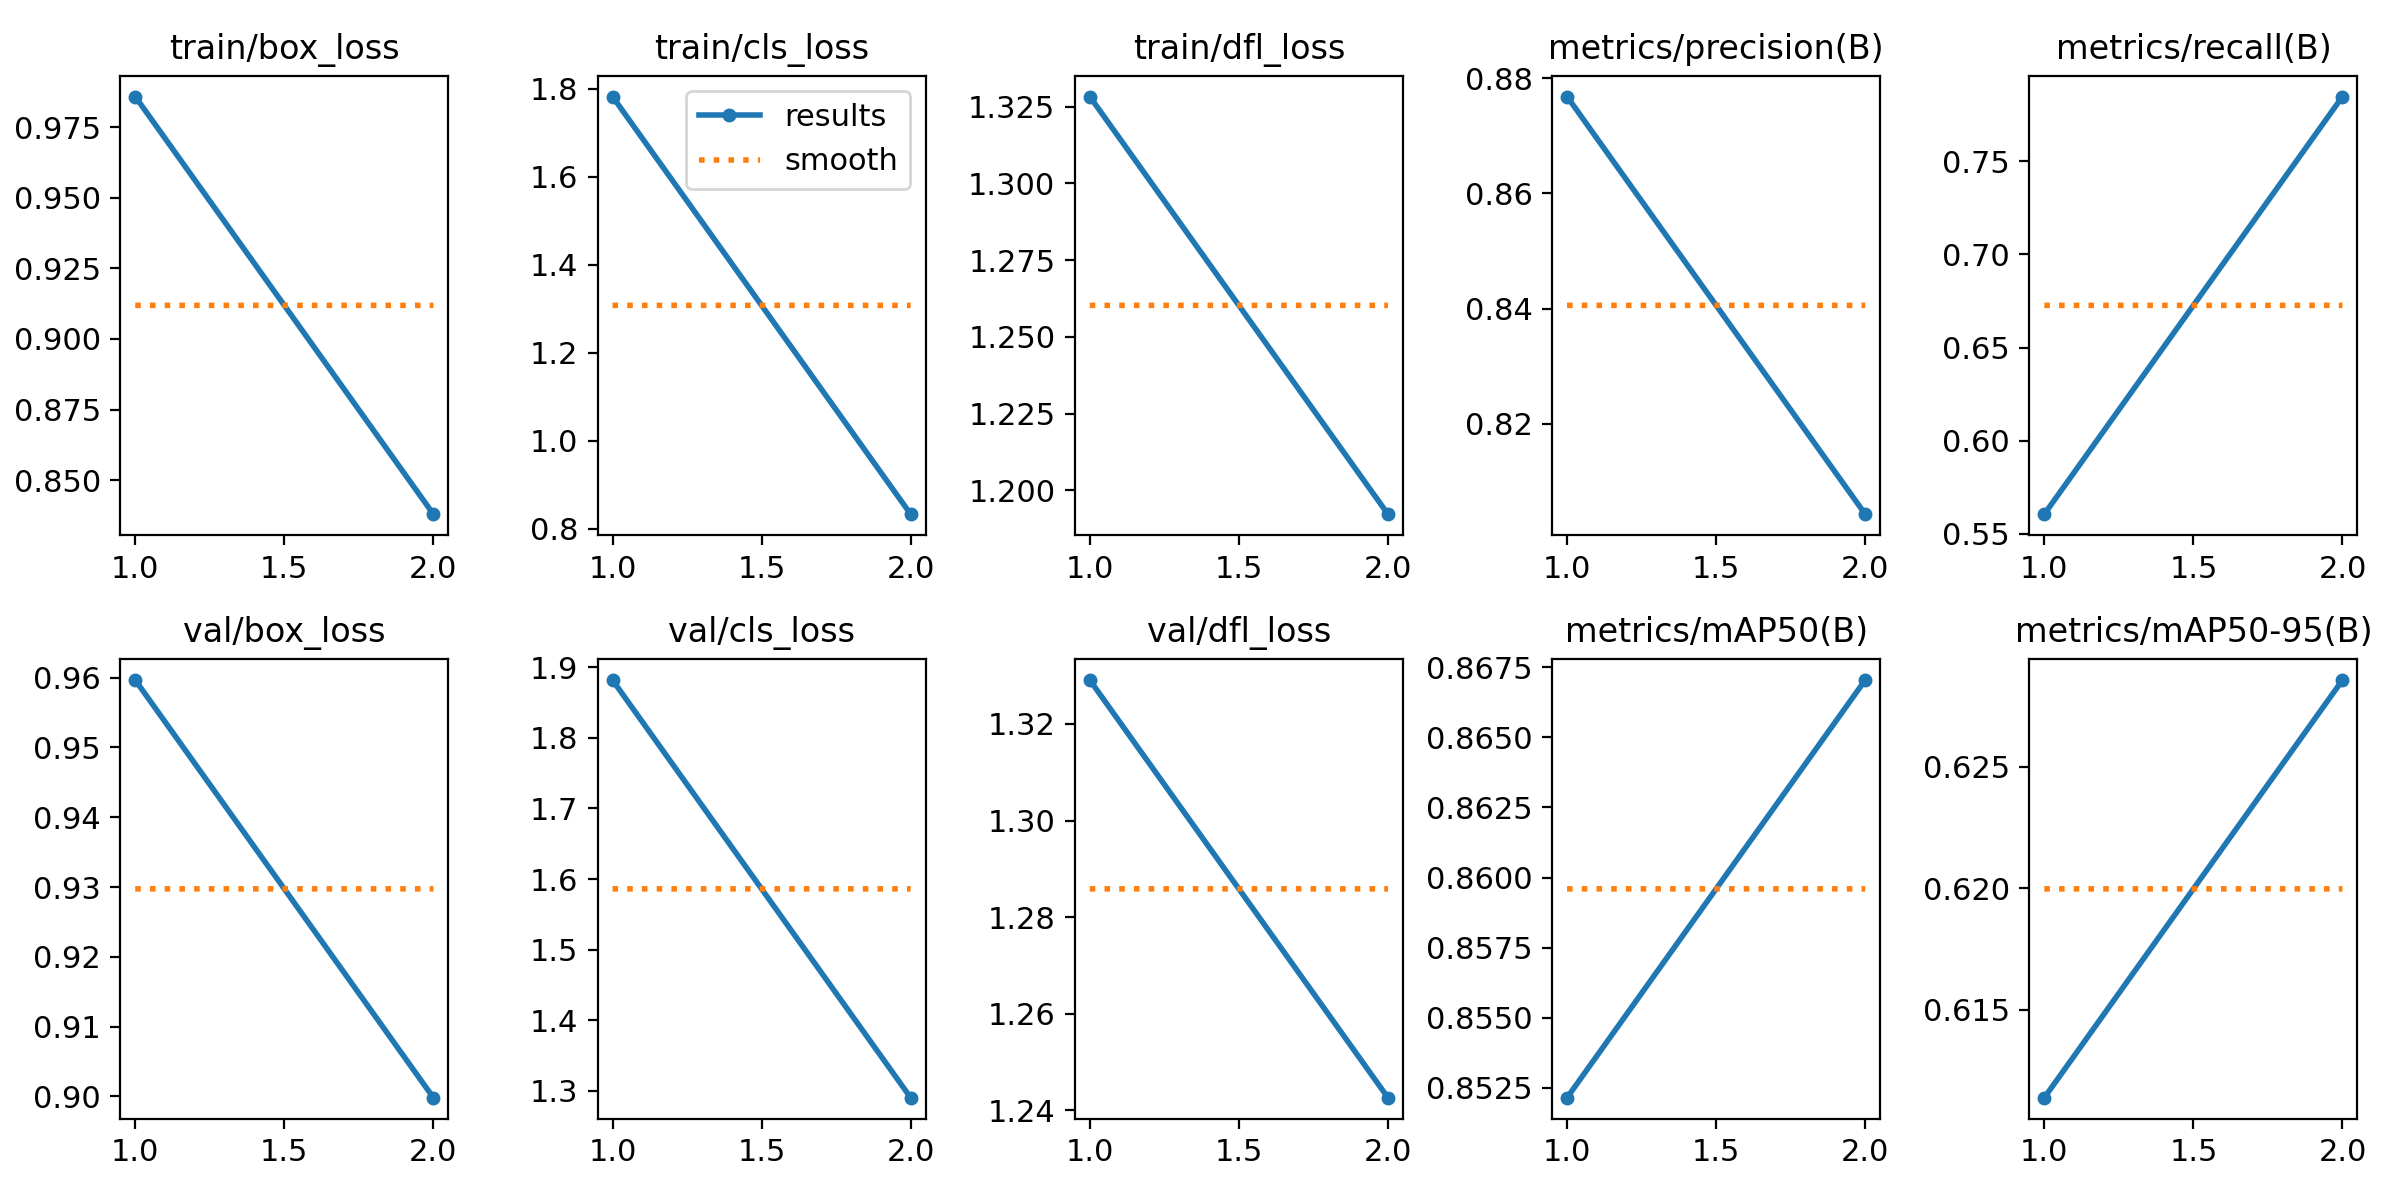 train/box_loss
0.975
0.950
0.925
0.900
0.875
0.850
1.0 1.5 2.0
train/cls_loss
results
smooth
1.8
1.6
1.4
1.2
1.0
0.8
1.0 1.5 2.0
train/dfl_loss
1.325
1.300
1.275
1.250
1.225
1.200
1.0 1.5 2.0
metrics/precision(B)
0.88
0.86
0.84
0.82
1.0 1.5 2.0
metrics/recall(B)
0.75
0.70
0.65
0.60
0.55
1.0 1.5 2.0
val/box_loss
0.96
0.95
0.94
0.93
0.92
0.91
0.90
1.0 1.5 2.0
val/cls_loss
1.9
1.8
1.7
1.6
1.5
1.4
1.3
1.0 1.5 2.0
val/dfl_loss
1.32
1.30
1.28
1.26
1.24
1.0 1.5 2.0
metrics/mAP50(B)
0.8675
0.8650
0.8625
0.8600
0.8575
0.8550
0.8525
1.0 1.5 2.0
metrics/mAP50-95(B)
0.625
0.620
0.615
1.0 1.5 2.0